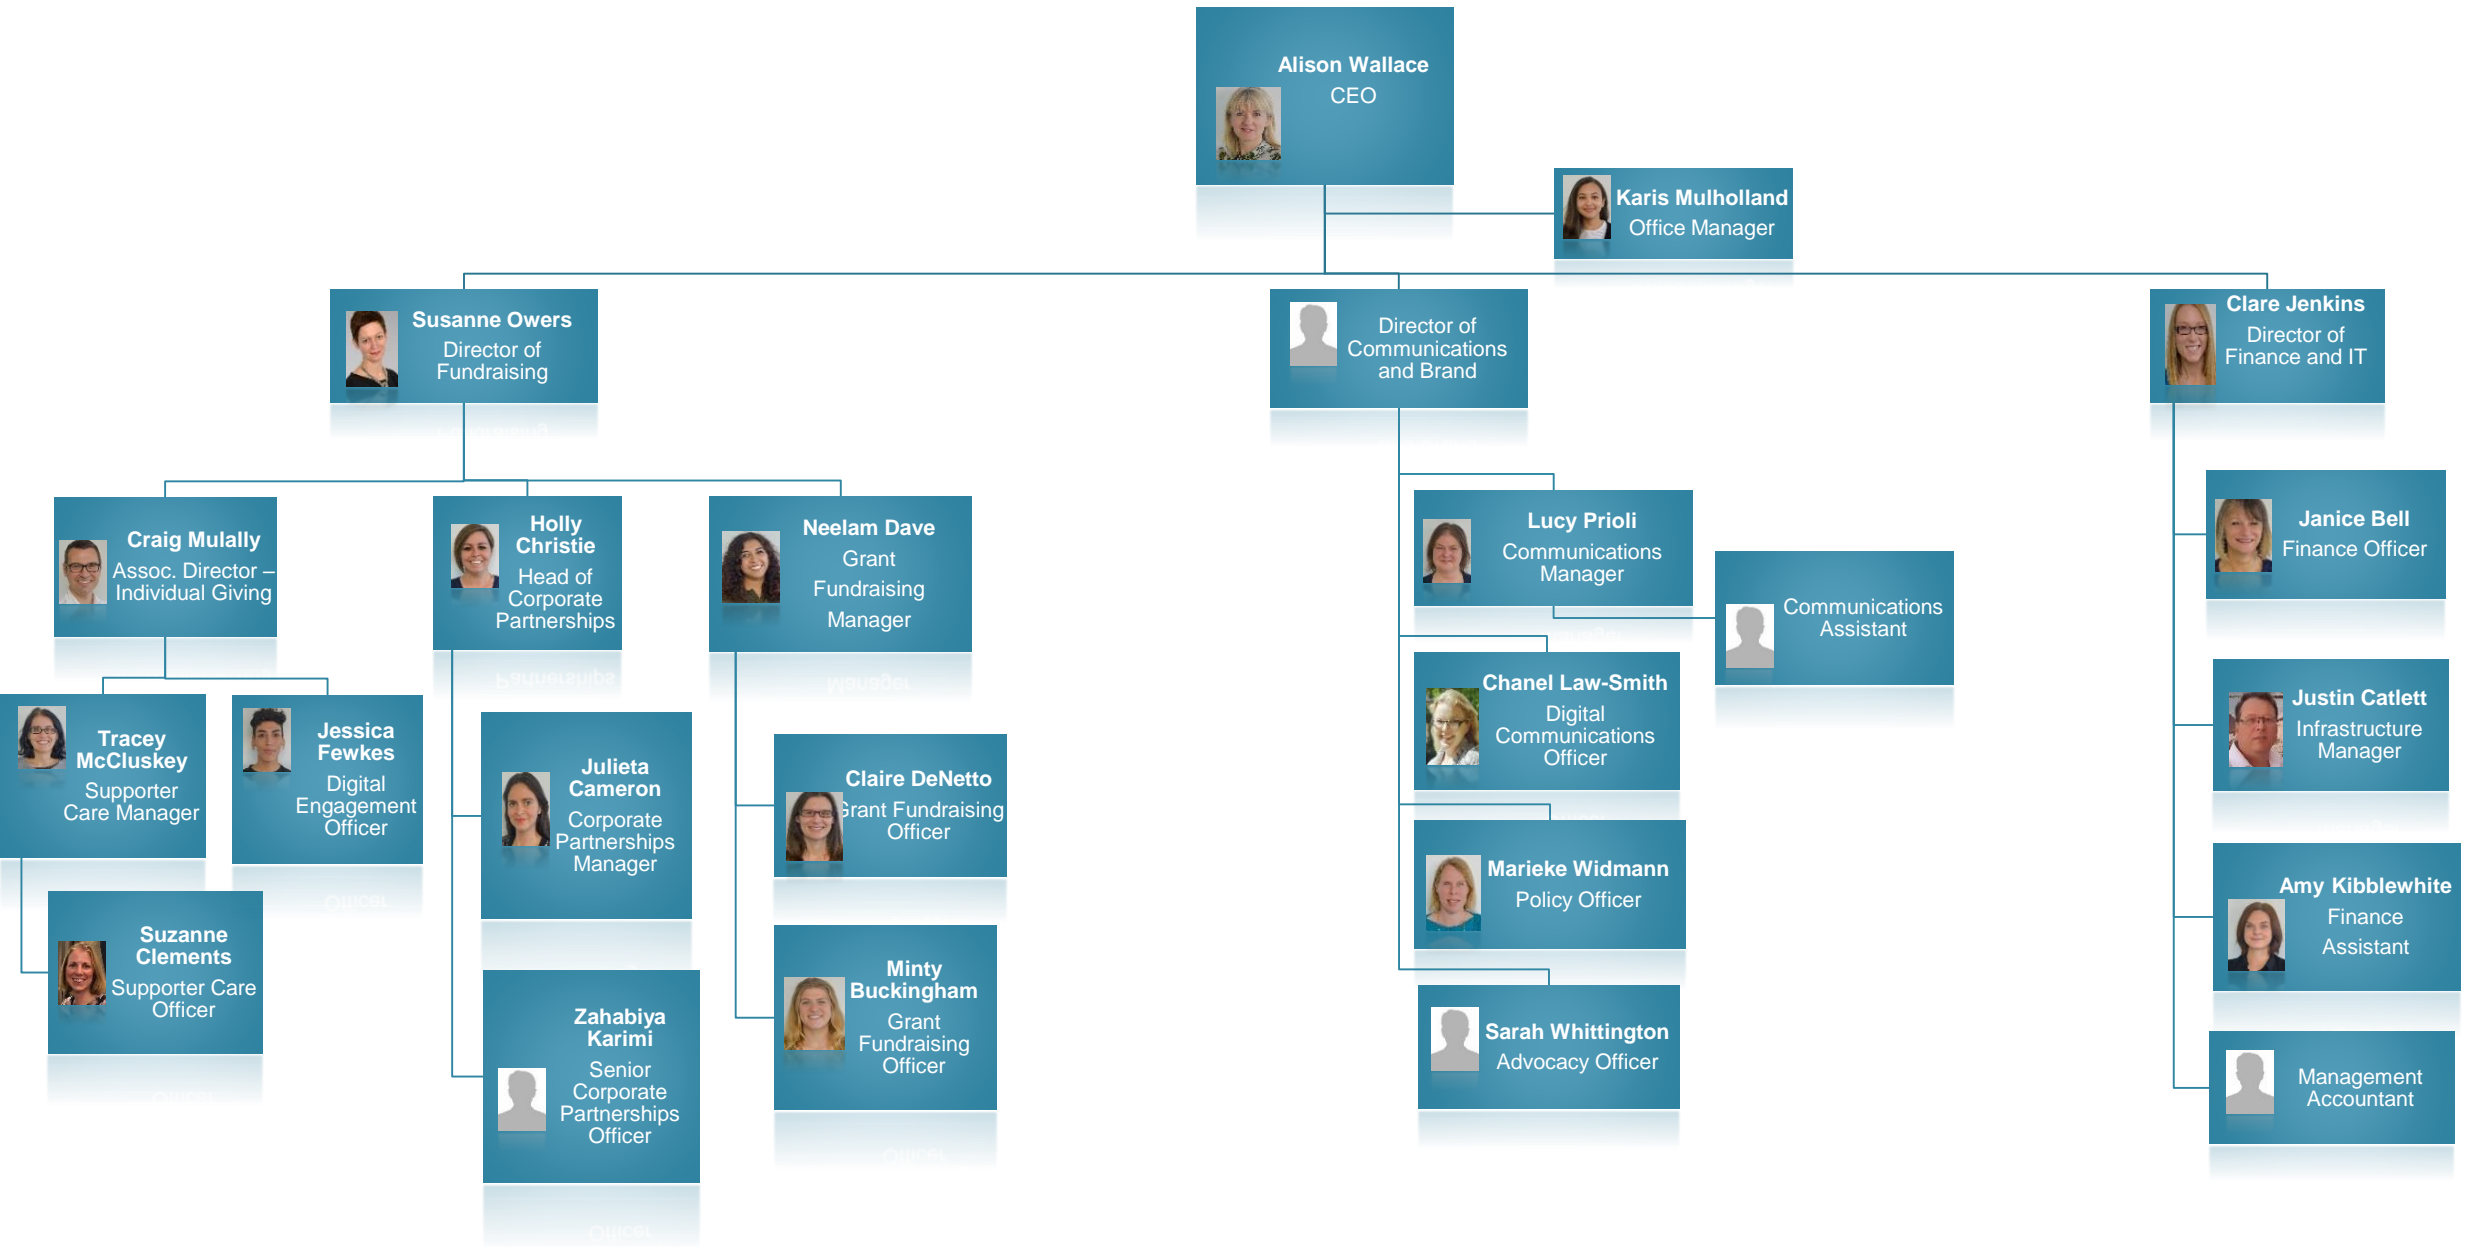 Alison Wallace
CEO
Karis Mulholland
Office Manager
Susanne Owers
Director of
Fundraising
Director of
Communications
and Brand
Clare Jenkins
Director of
Finance and IT
Craig Mulally
Assoc. Director –
Individual Giving
Holly
Christie
Head of
Corporate
Partnerships
Neelam Dave
Grant
Fundraising
Manager
Tracey
McCluskey
Supporter
Care Manager
Jessica
Fewkes
Digital
Engagement
Officer
Suzanne
Clements
Supporter Care
Officer
Julieta
Cameron
Corporate
Partnerships
Manager
Zahabiya
Karimi
Senior
Corporate
Partnerships
Officer
Claire DeNetto
Grant Fundraising
Officer
Minty
Buckingham
Grant
Fundraising
Officer
Lucy Prioli
Communications
Manager
Communications
Assistant
Chanel Law-Smith
Digital
Communications
Officer
Marieke Widmann
Policy Officer
Sarah Whittington
Advocacy Officer
Janice Bell
Finance Officer
Justin Catlett
Infrastructure
Manager
Amy Kibblewhite
Finance
Assistant
Management
Accountant